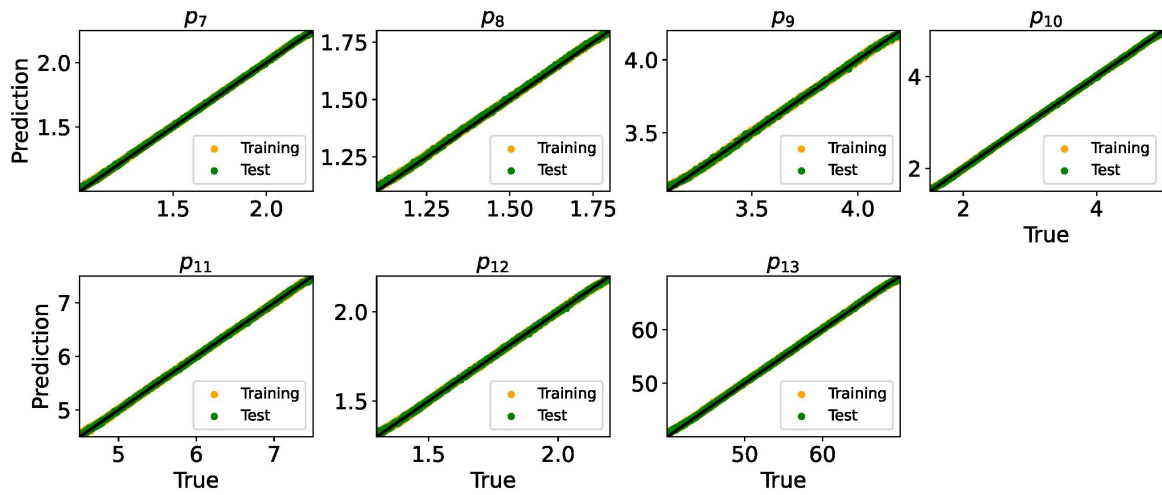 p7
p8
p9
p10
Prediction
2.0
1.5
1.75
1.50
1.25
4.0
3.5
4
2
Training
Test
Training
Test
Training
Test
Training
Test
1.5 2.0
1.25 1.50 1.75
3.5 4.0
2 4
True
p11
p12
p13
Prediction
7
6
5
2.0
1.5
60
50
Training
Test
Training
Test
Training
Test
5 6 7
1.5 2.0
50 60
True
True
True